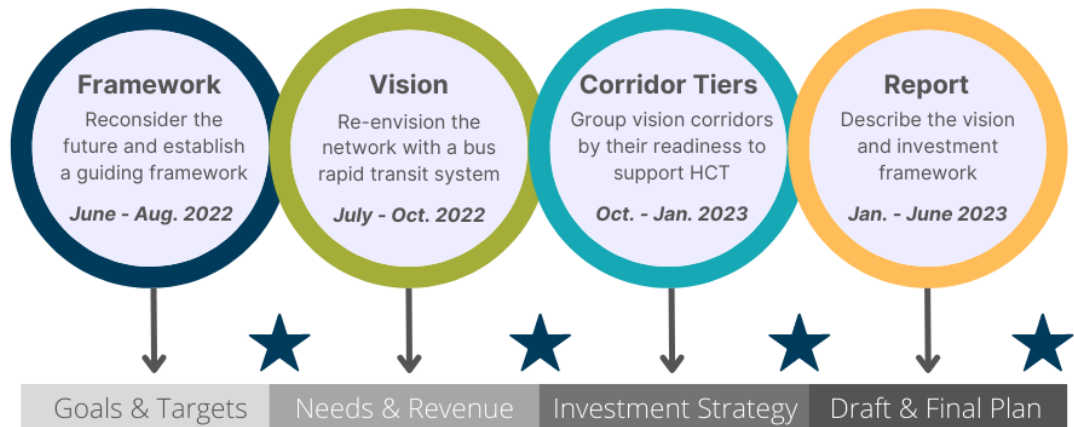 Framework
Reconsider the
future and establish
a guiding framework
June - Aug. 2022
Vision
Re-envision the
network with a bus
rapid transit system
July - Oct. 2022
Corridor Tiers
Group vision corridors
by their readiness to
support HCT
Oct. - Jan. 2023
Report
Describe the vision
and investment
framework
Jan. - June 2023
Goals & Targets
Needs & Revenue
Investment Strategy
Draft & Final Plan